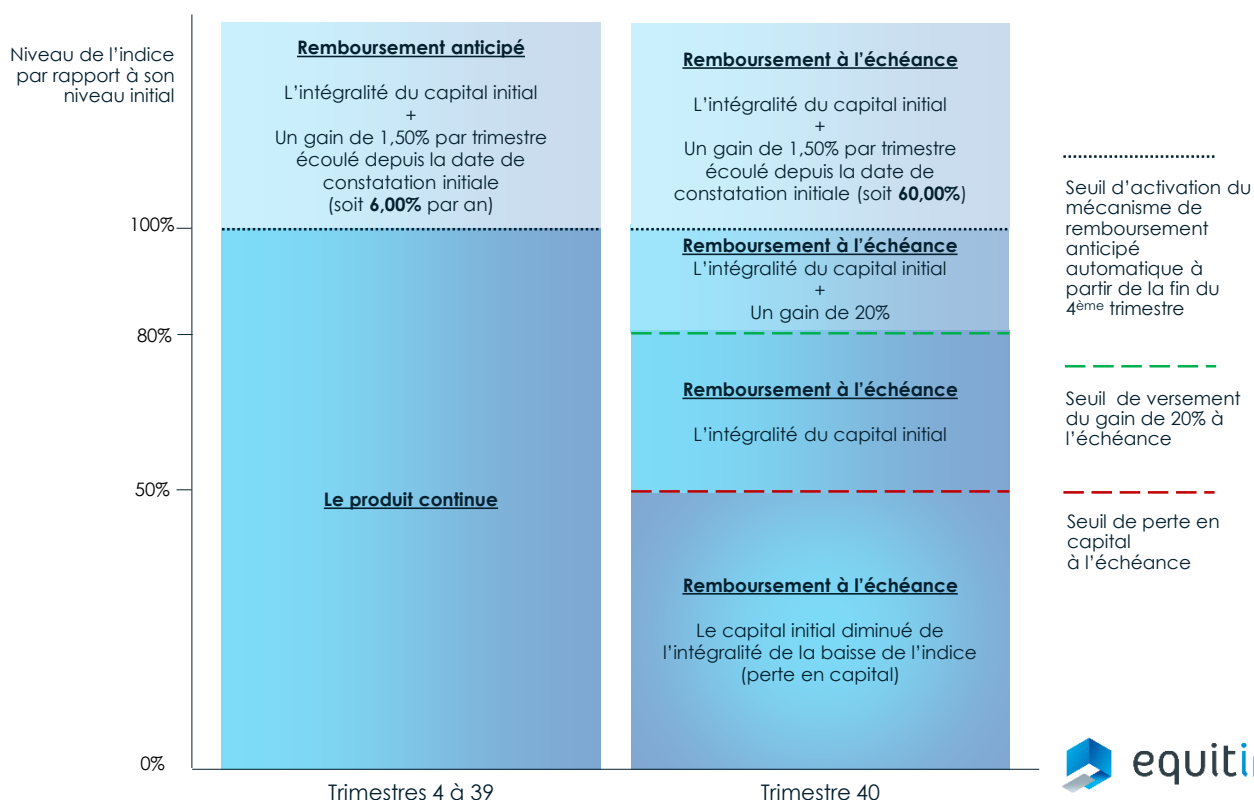 Niveau de l'indice
par rapport à son
niveau initial
100%
80%
50%
0%
Remboursement anticipé
L'intégralité du capital initial
+
Un gain de 1,50% par trimestre
écoulé depuis la date de
constatation initiale
(soit 6,00% par an)
Le produit continue
Trimestres 4 à 39
Remboursement à l'échéance
L'intégralité du capital initial
+
Un gain de 1,50% par trimestre
écoulé depuis la date de
constatation initiale (soit 60,00%)
Remboursement à l'échéance
L'intégralité du capital initial
+
Un gain de 20%
Remboursement à l'échéance
L'intégralité du capital initial
Remboursement à l'échéance
Le capital initial diminué de
l'intégralité de la baisse de l'indice
(perte en capital)
Trimestre 40
Seuil d'activation du
mécanisme de
remboursement
anticipé
automatique à
partir de la fin du
4ème trimestre
Seuil de versement
du gain de 20% à
l'échéance
Seuil de perte en
capital
à l'échéance